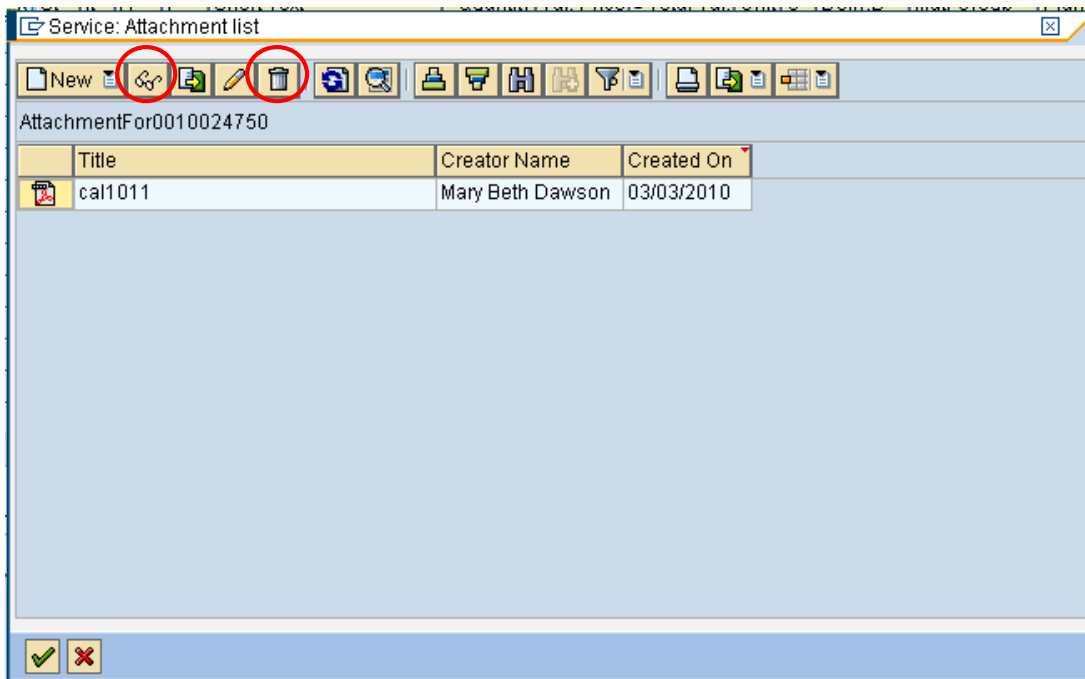 Service: Attachment list
New
AttachmentFor0010024750
Title Creator Name Created On
cal1011 Mary Beth Dawson 03/03/2010